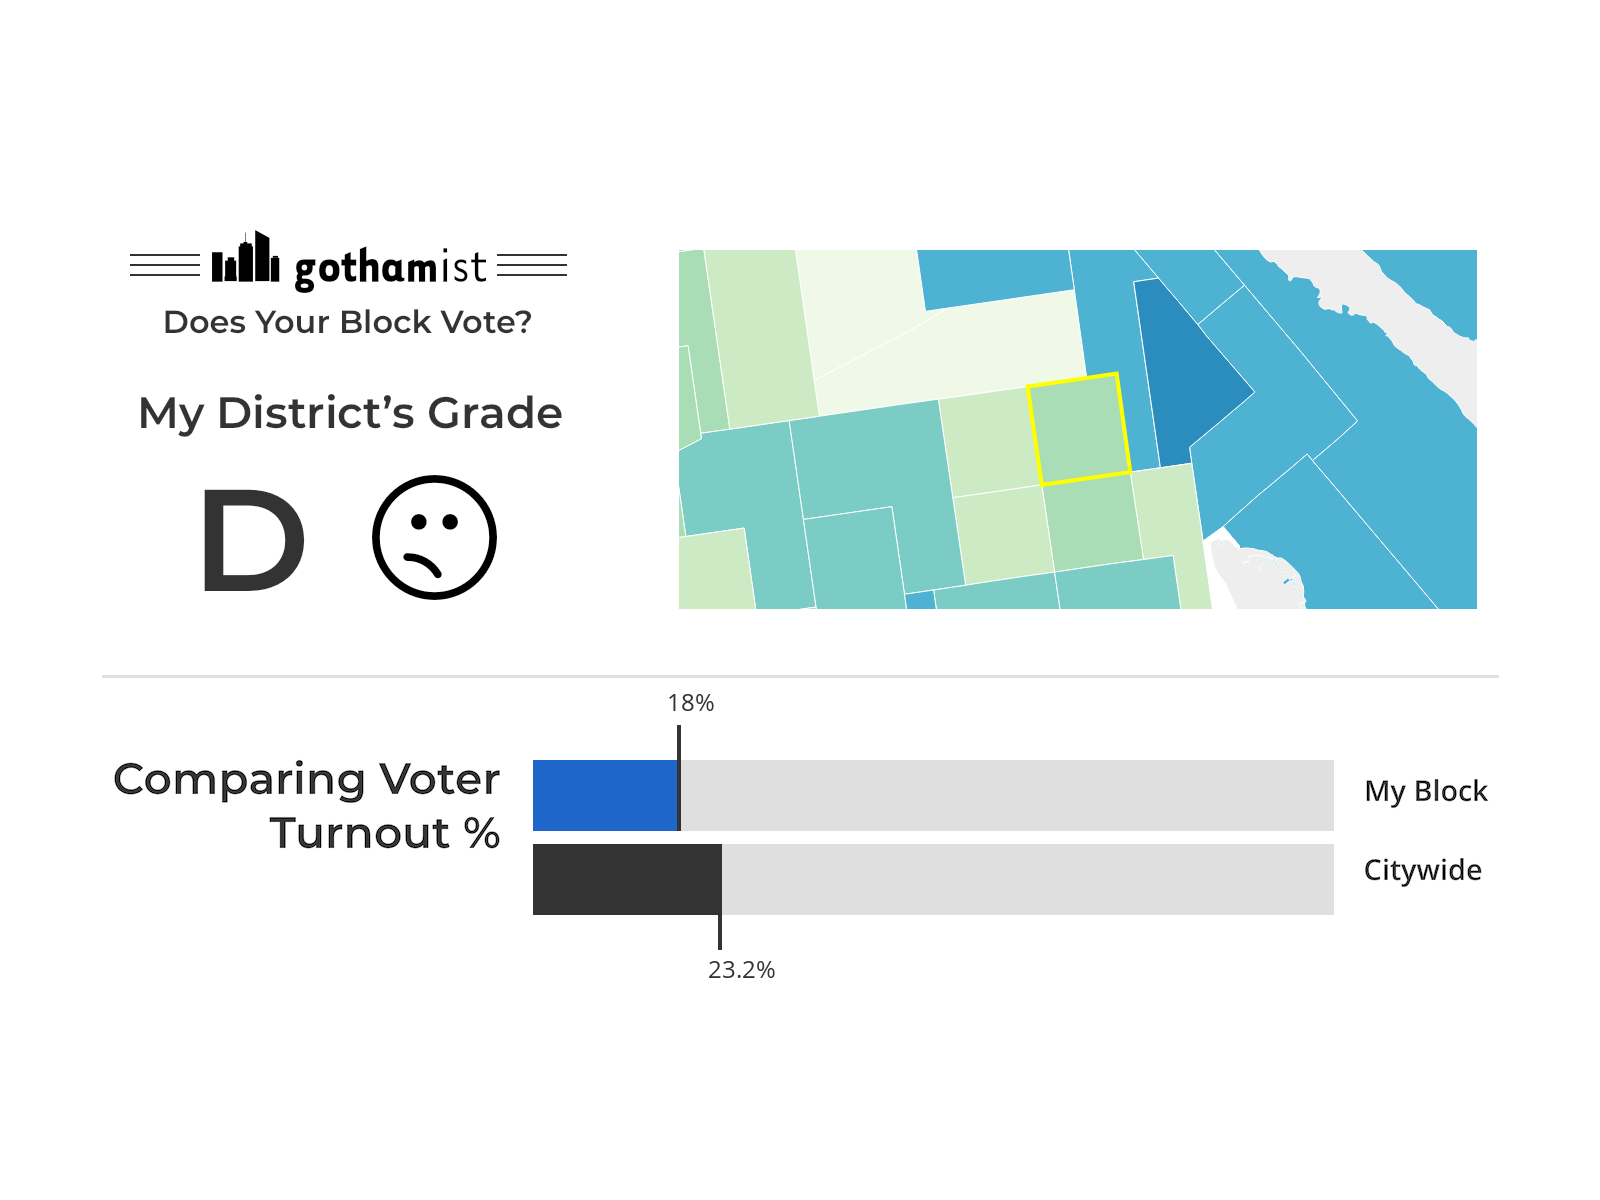 gothamist
Does Your Block Vote?
My District’s Grade
D
18%
Comparing Voter
Turnout %
My Block
Citywide
23.2%